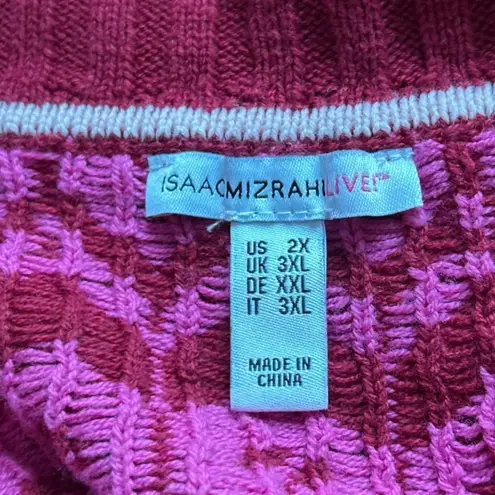 ISAACMIZRAHILIVE!™
US 2X
UK 3XL
DE XXL
IT 3XL
MADE IN
CHINA